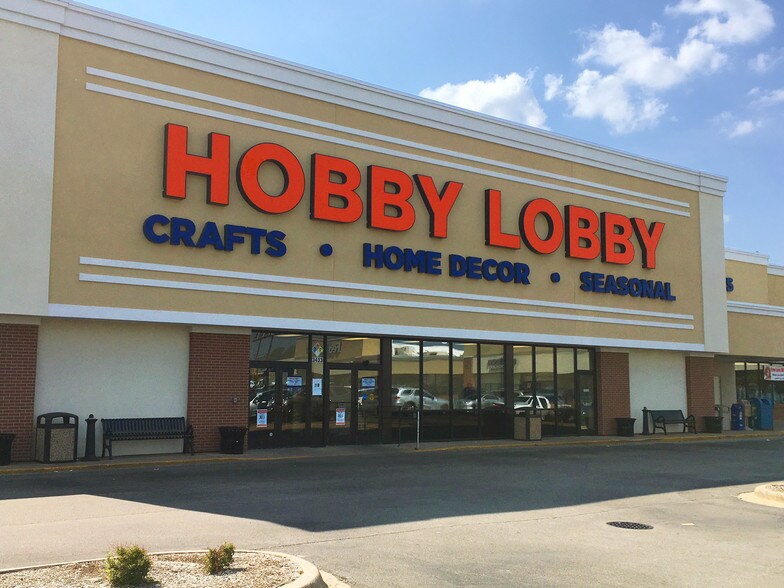 HOBBY LOBBY
CRAFTS • HOME DECOR • SEASONAL